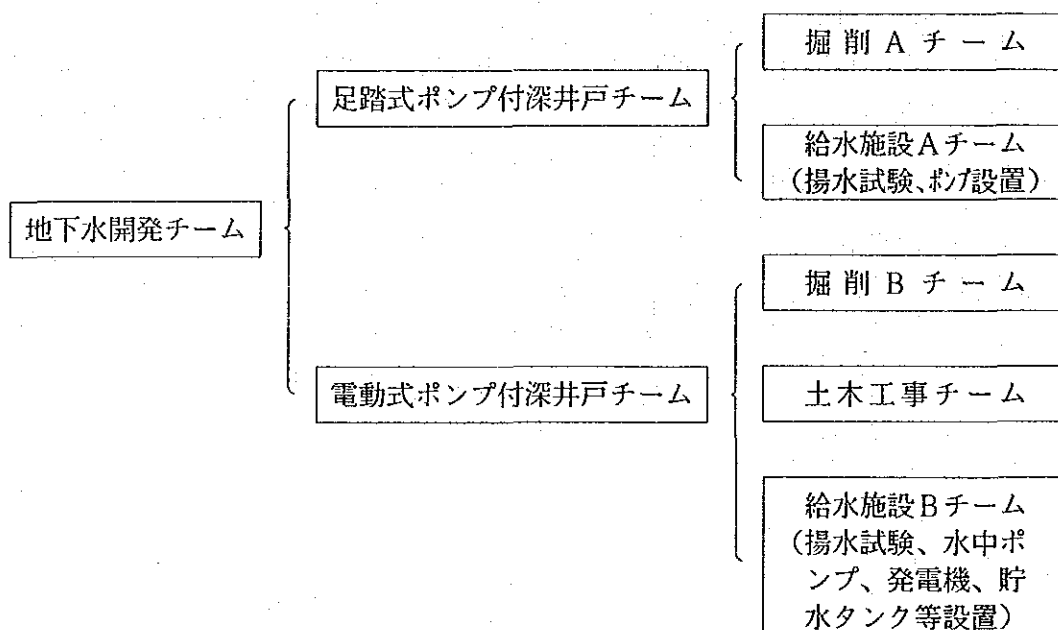 地下水開発チーム
足踏式ポンプ付深井戸チーム
掘削Aチーム
給水施設Aチーム
（揚水試験、ポンプ設置）
電動式ポンプ付深井戸チーム
掘削Bチーム
土木工事チーム
給水施設Bチーム
（揚水試験、水中ポ
ンプ、発電機、貯
水タンク等設置）